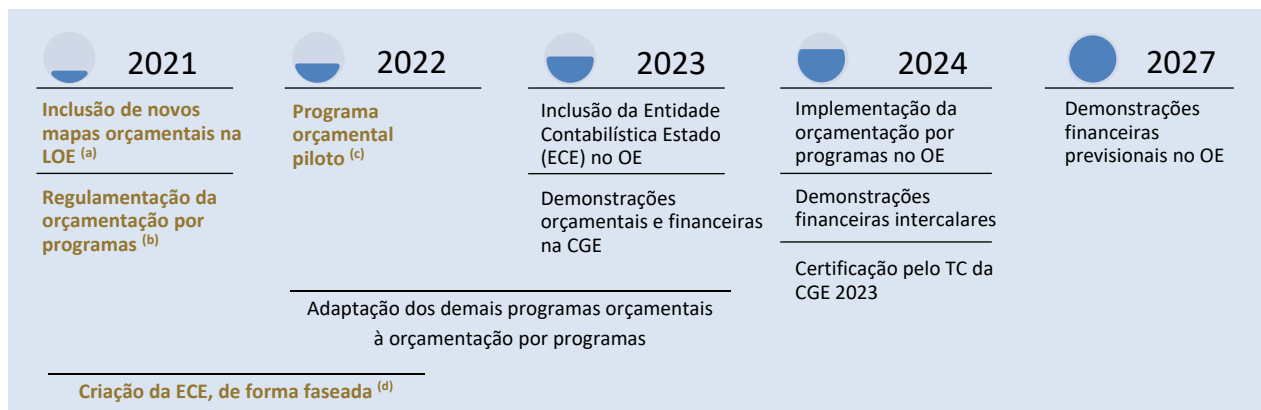 2021
Inclusão de novos
mapas orçamentais na
LOE (a)
Regulamentação da
orçamentação por
programas (b)
2022
Programa
orçamental
piloto (c)
2023
Inclusão da Entidade
Contabilística Estado
(ECE) no OE
Demonstrações
orçamentais e financeiras
na CGE
2024
Implementação da
orçamentação por
programas no OE
Demonstrações
financeiras intercalares
Certificação pelo TC da
CGE 2023
2027
Demonstrações
financeiras
previsionais no OE
Adaptação dos demais programas orçamentais
à orçamentação por programas
Criação da ECE, de forma faseada (d)